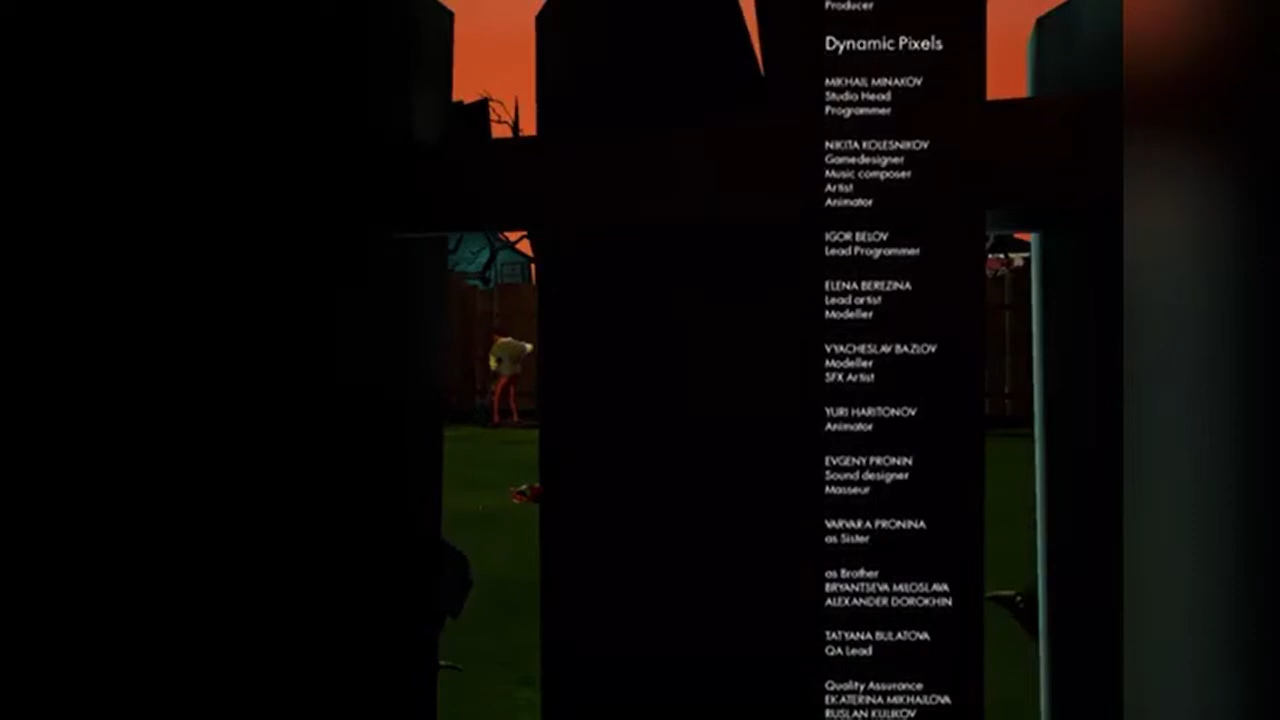 Producer
Dynamic Pixels
MIKHAIL MINAKOV
Studio Head
Programmer
NIKITA KOLESNIKOV
Gamedesigner
Music composer
Artist
Animator
IGOR BELOV
Lead Programmer
ELENA BEREZINA
Lead artist
Modeller
VYACHESLAV BAZLOV
Modeller
SFX Artist
YURI HARITONOV
Animator
EVGENY PRONIN
Sound designer
Masseur
VARVARA PRONINA
as Sister
as Brother
BRYANTSEVA MILOSLAVA
ALEXANDER DOROKHIN
TATYANA BULATOVA
QA Lead
Quality Assurance
EKATERINA MIKHAILOVA
RUSLAN KULIKOV